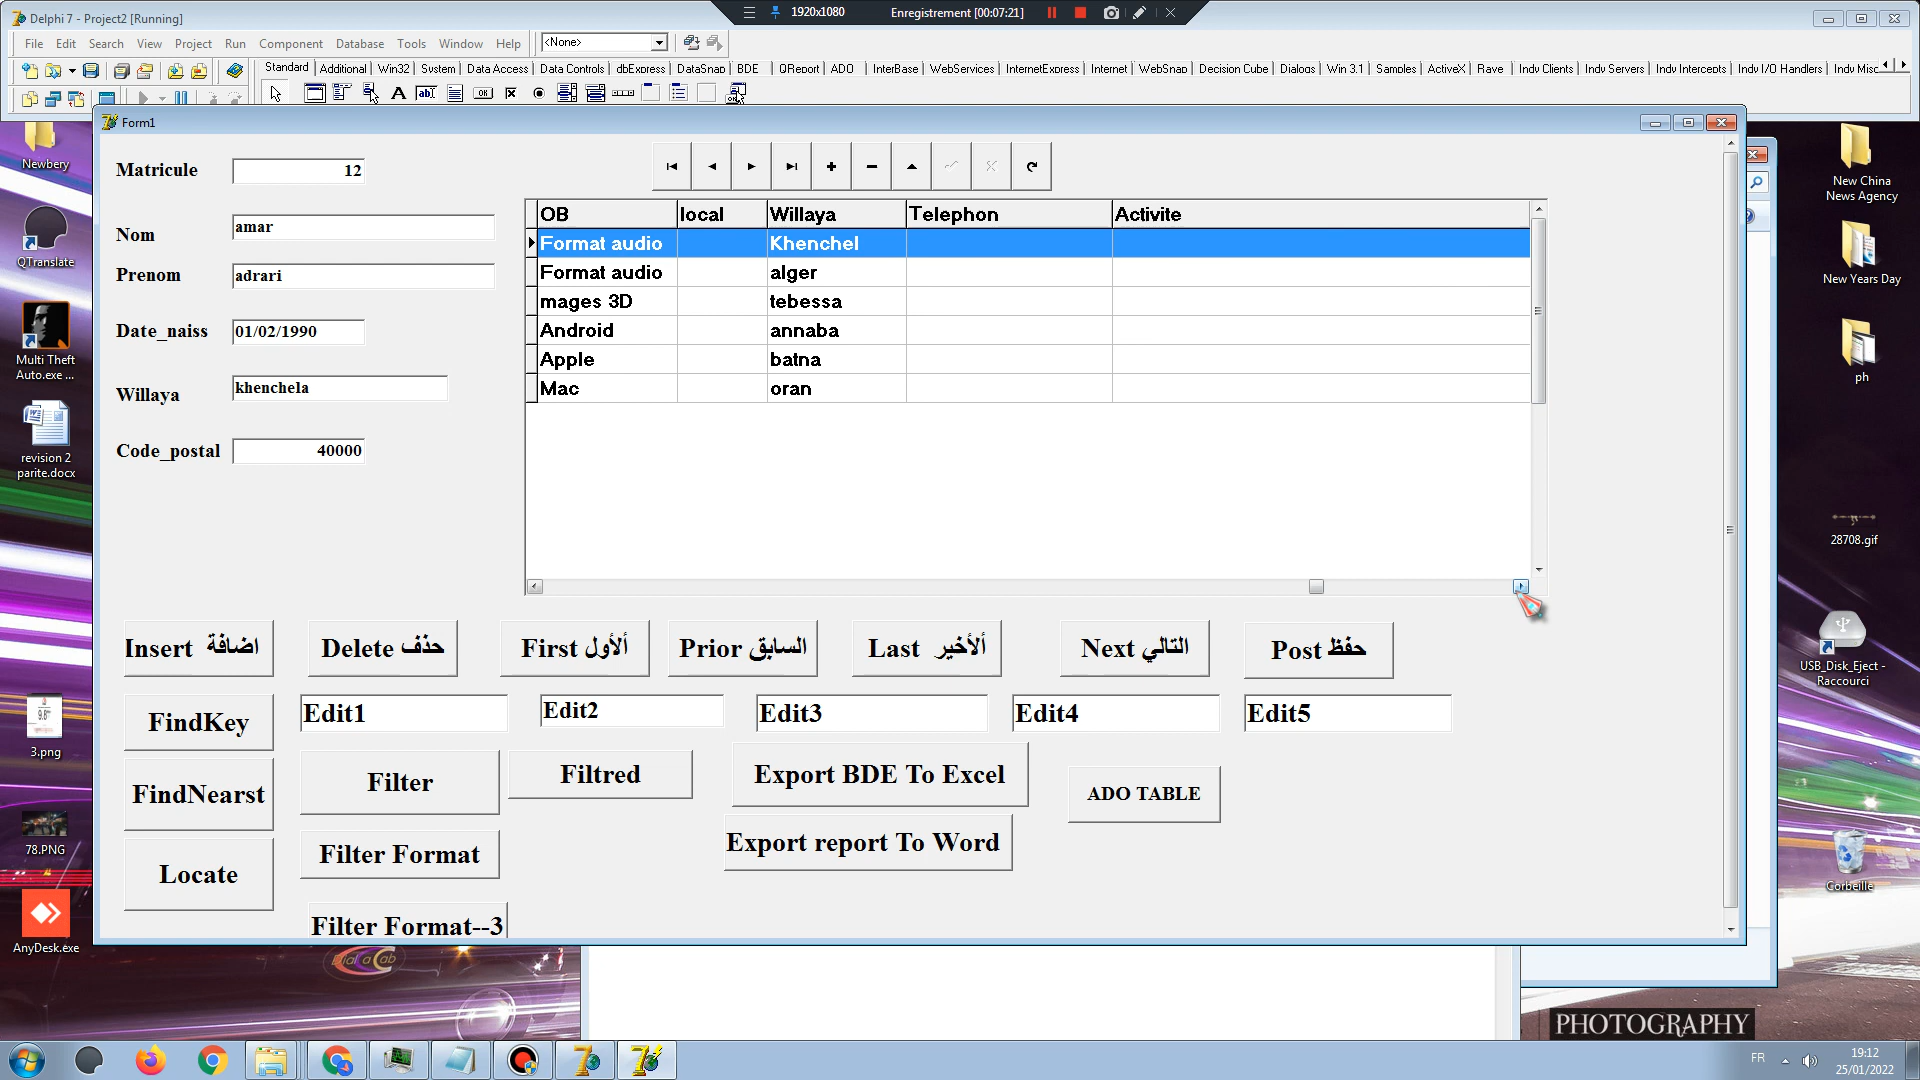 Delphi 7 - Project2 [Running]
1920x1080
Enregistrement [00:07:21]
File Edit Search View Project Run Component Database Tools Window Help
<None>
Standard Additional Win32 System Data Access Data Controls dbExpress DataSnap BDE QReport ADO InterBase WebServices InternetExpress Internet WebSnap Decision Cube Dialogs Win 3.1 Samples ActiveX Rave Indy Clients Indy Servers Indy Intercepts Indy I/O Handlers Indy Misc
Form1
Matricule 12
Nom amar
Prenom adrari
Date_naiss 01/02/1990
Willaya khenchela
Code_postal 40000
OB local Willaya Telephon Activite
Format audio Khenchel
Format audio alger
mages 3D tebessa
Android annaba
Apple batna
Mac oran
Insert اضافة
Delete حذف
First ألأول
Prior السابق
Last ألأخير
Next التالي
Post حفظ
FindKey
Edit1
Edit2
Edit3
Edit4
Edit5
FindNearst
Filter
Filtred
Export BDE To Excel
ADO TABLE
Export report To Word
Locate
Filter Format
Filter Format--3
Newbery
QTranslate
Multi Theft
Auto.exe ...
revision 2
parite.docx
3.png
78.PNG
AnyDesk.exe
New China
News Agency
New Years Day
ph
28708.gif
USB_Disk_Eject -
Raccourci
Corbeille
PHOTOGRAPHY
FR
19:12
25/01/2022